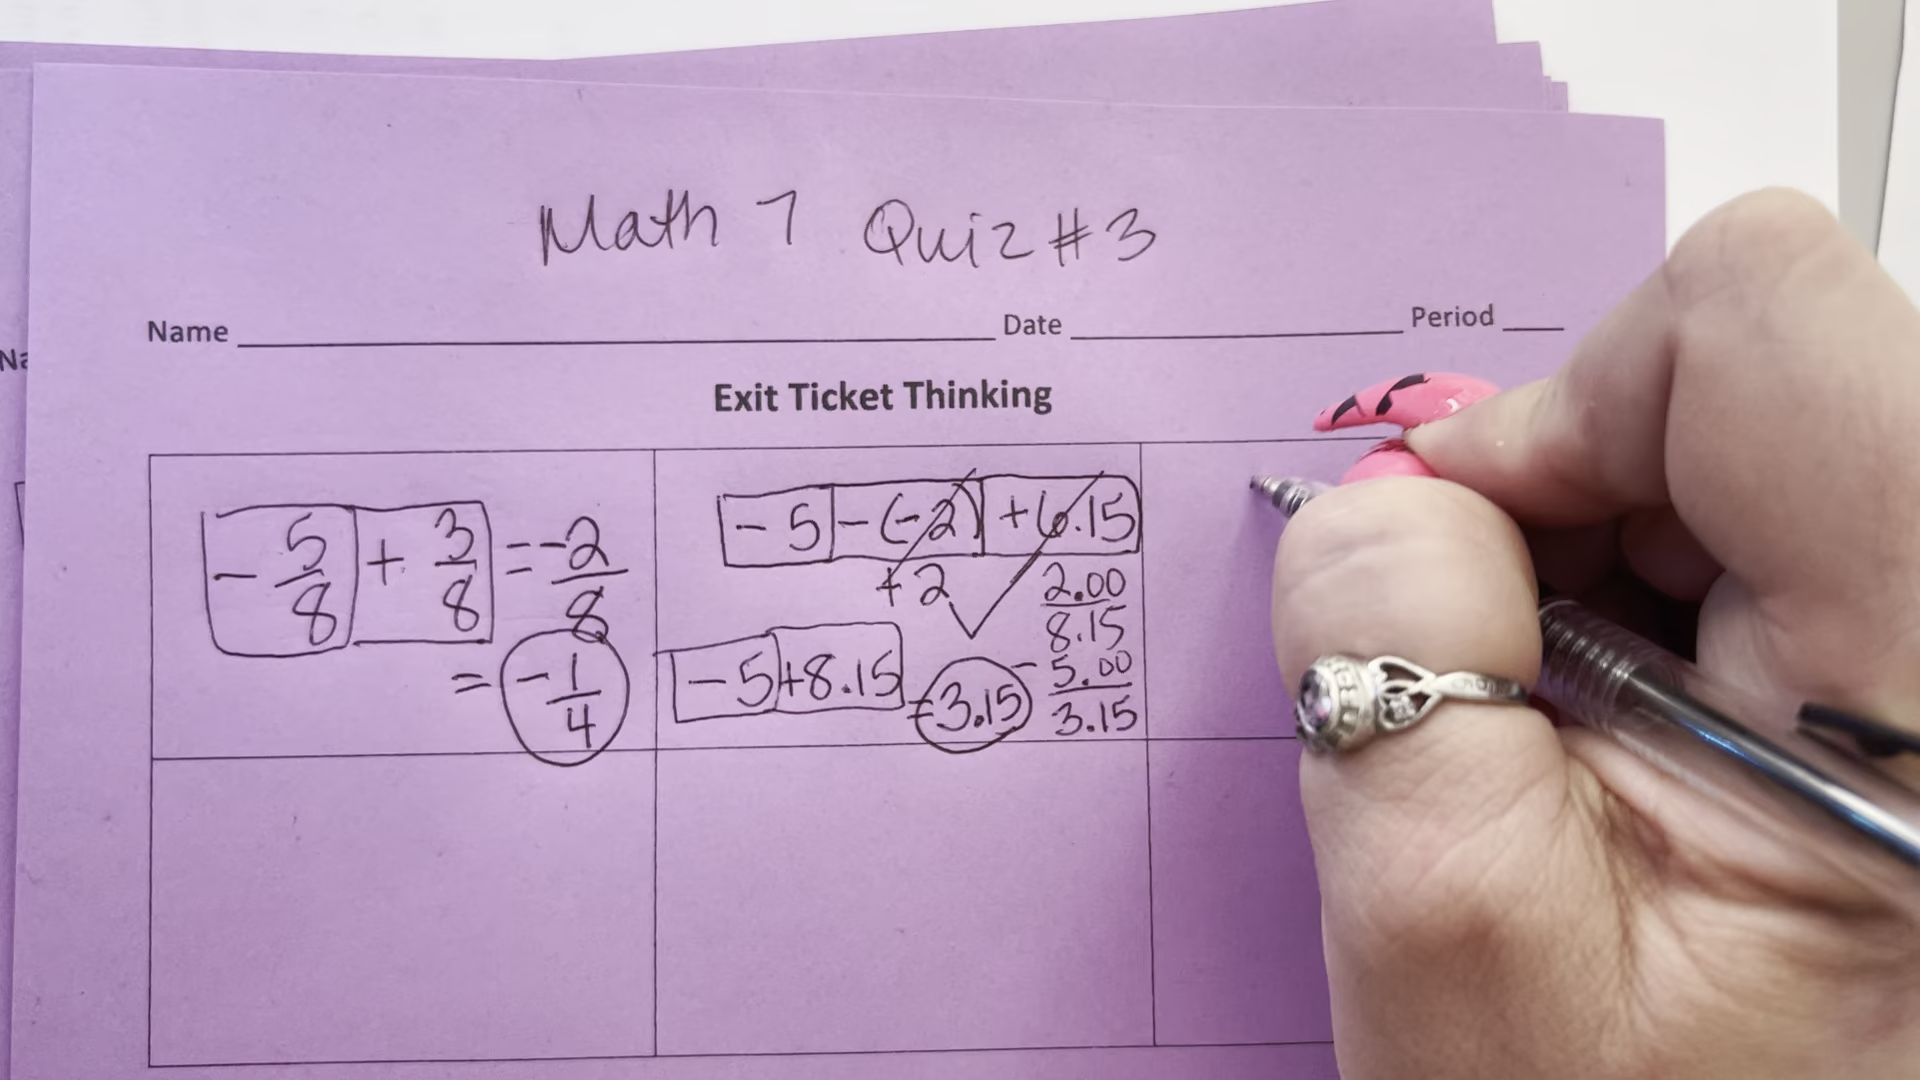 Math 7 Quiz #3
Name Date Period
Na
Exit Ticket Thinking
- 5/8 + 3/8 = -2/8
= -1/4
- 5 - (-2) + 6.15
+2
2.00
8.15
- 5.00
3.15
- 5 + 8.15 = 3.15